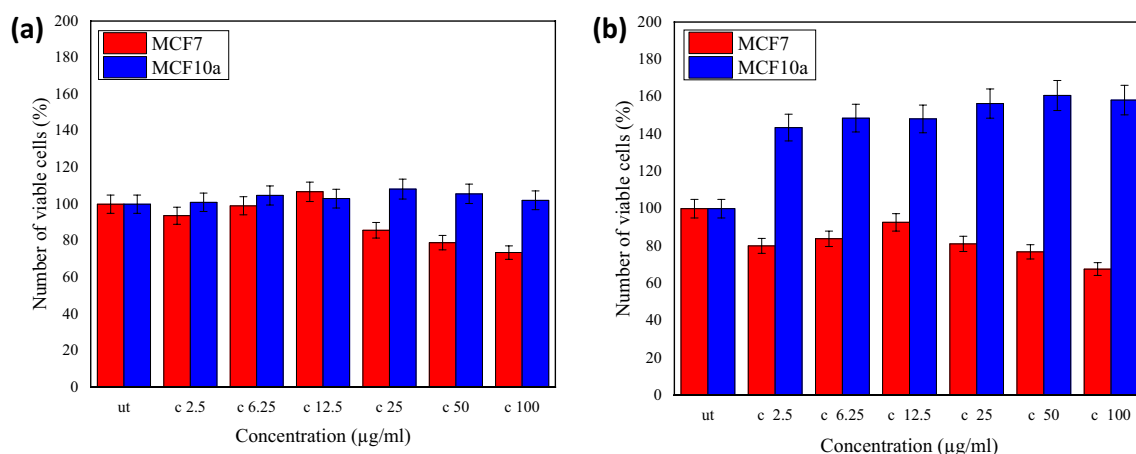 (a)
Number of viable cells (%)
200
180
160
140
120
100
80
60
40
20
0
MCF7
MCF10a
ut c 2.5 c 6.25 c 12.5 c 25 c 50 c 100
Concentration (µg/ml)
(b)
Number of viable cells (%)
200
180
160
140
120
100
80
60
40
20
0
MCF7
MCF10a
ut c 2.5 c 6.25 c 12.5 c 25 c 50 c 100
Concentration (µg/ml)